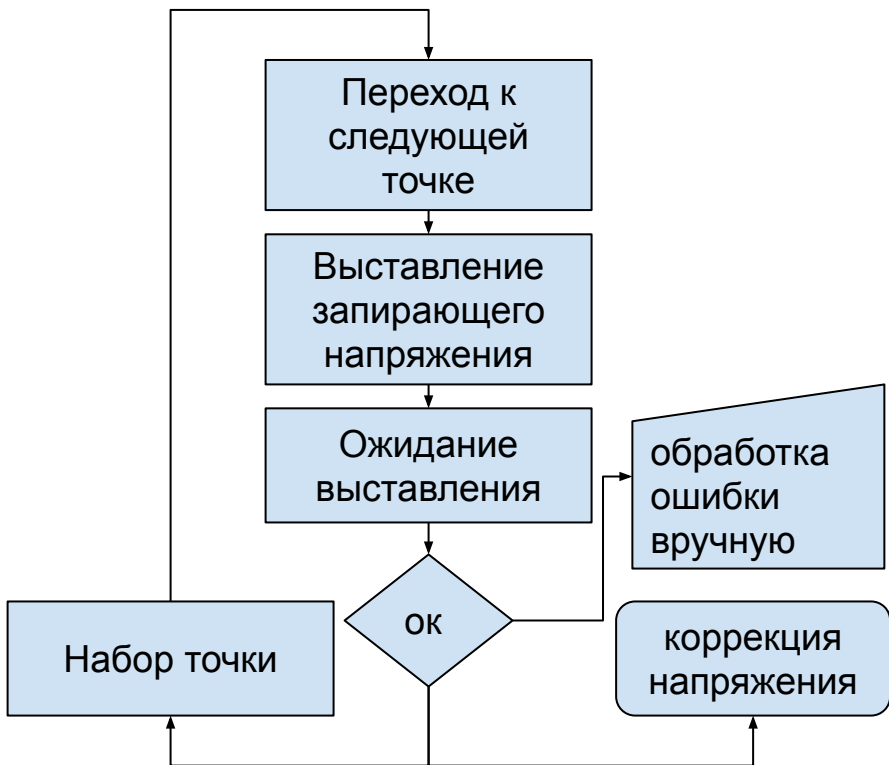 Переход к
следующей
точке
Выставление
запирающего
напряжения
Ожидание
выставления
обработка
ошибки
вручную
ок
Набор точки
коррекция
напряжения